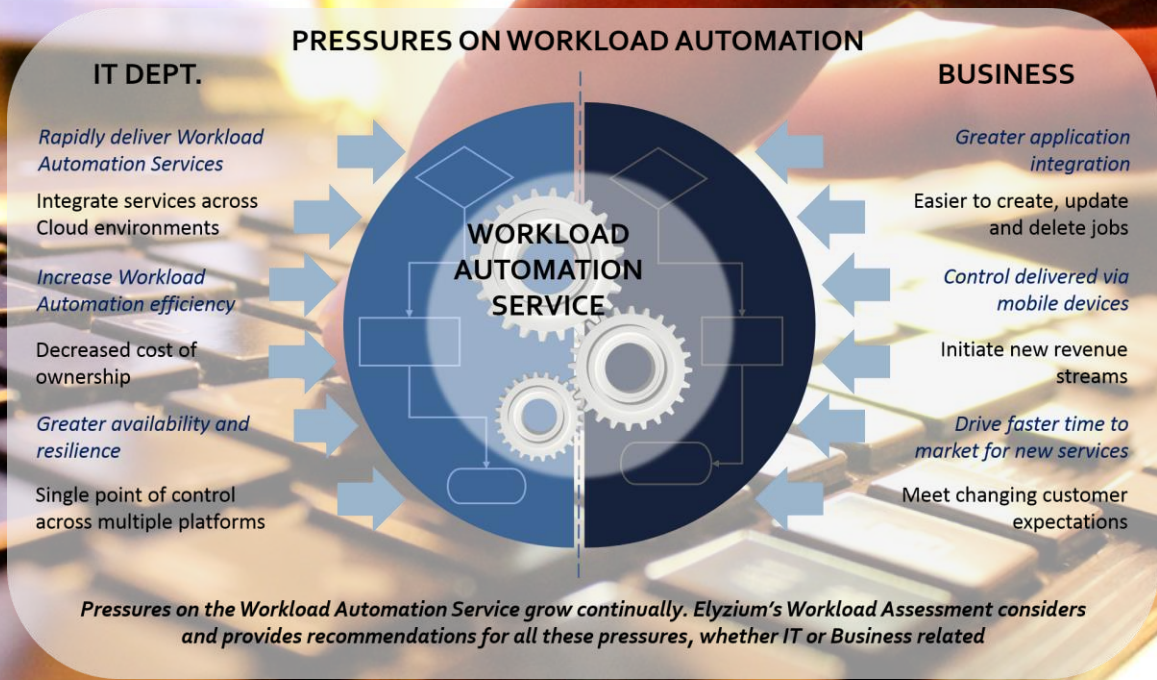 PRESSURES ON WORKLOAD AUTOMATION
IT DEPT.
Rapidly deliver Workload
Automation Services
Integrate services across
Cloud environments
Increase Workload
Automation efficiency
Decreased cost of
ownership
Greater availability and
resilience
Single point of control
across multiple platforms
WORKLOAD
AUTOMATION
SERVICE
BUSINESS
Greater application
integration
Easier to create, update
and delete jobs
Control delivered via
mobile devices
Initiate new revenue
streams
Drive faster time to
market for new services
Meet changing customer
expectations
Pressures on the Workload Automation Service grow continually. Elyzium's Workload Assessment considers
and provides recommendations for all these pressures, whether IT or Business related